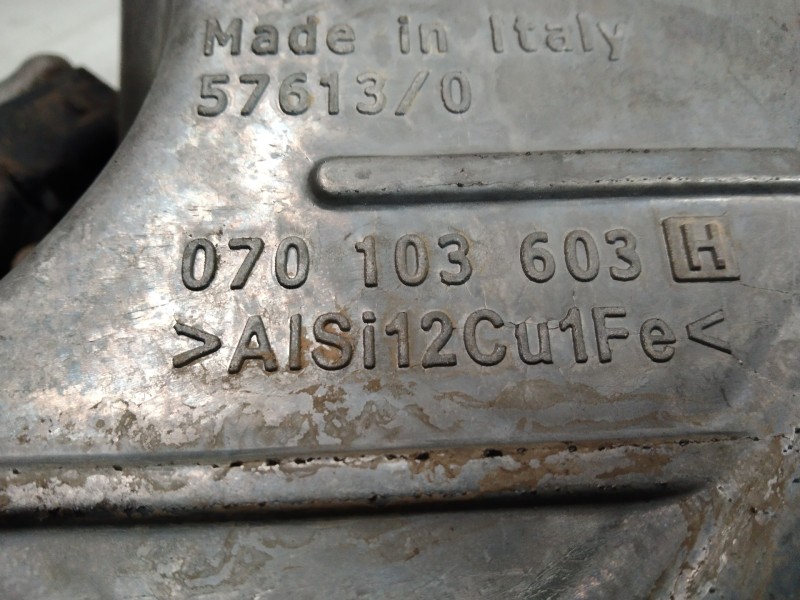 Made in Italy
57613/0
070 103 603 H
>AlSi12Cu1Fe<